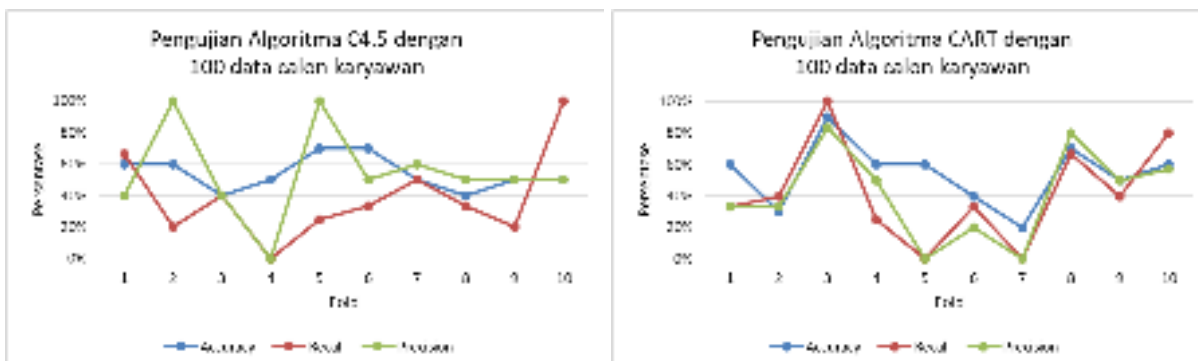 Pengujian Algoritma C4.5 dengan
100 data calon karyawan
100%
80%
60%
40%
20%
0%
Persentase
1 2 3 4 5 6 7 8 9 10
Fold
Accuracy Recall Precision
Pengujian Algoritma CART dengan
100 data calon karyawan
100%
80%
60%
40%
20%
0%
Persentase
1 2 3 4 5 6 7 8 9 10
Fold
Accuracy Recall Precision